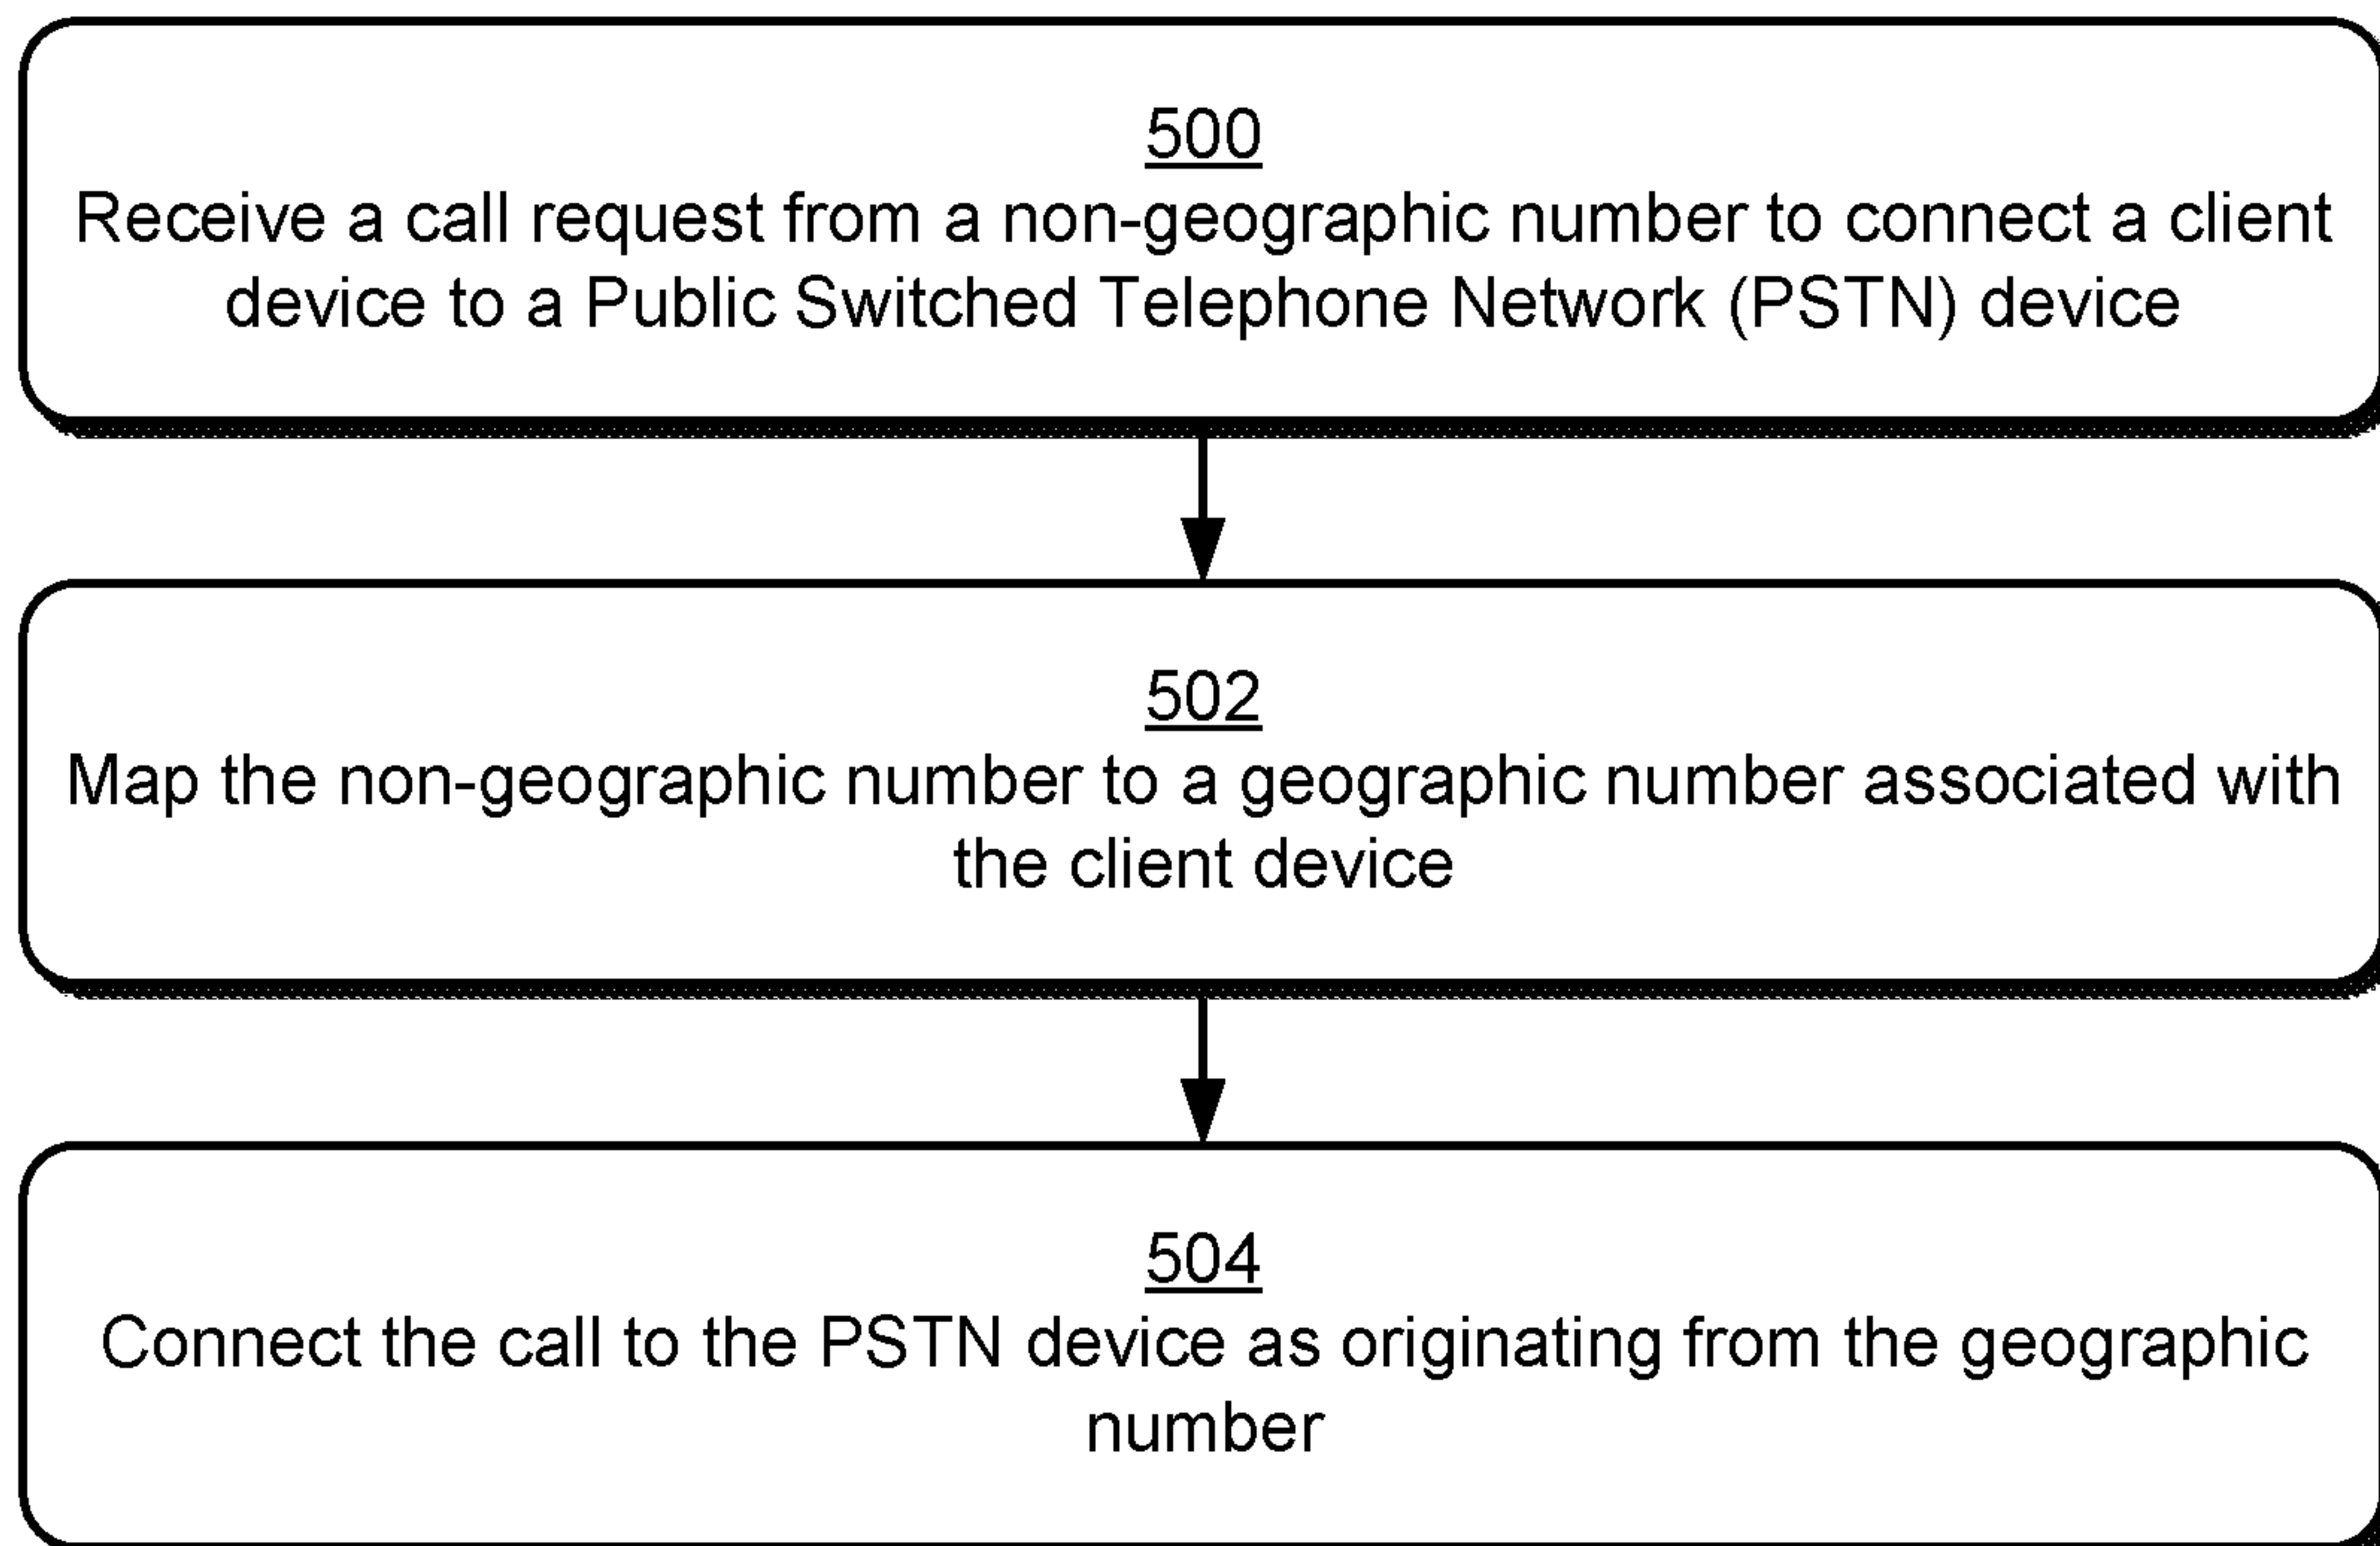 500
Receive a call request from a non-geographic number to connect a client
device to a Public Switched Telephone Network (PSTN) device
502
Map the non-geographic number to a geographic number associated with
the client device
504
Connect the call to the PSTN device as originating from the geographic
number